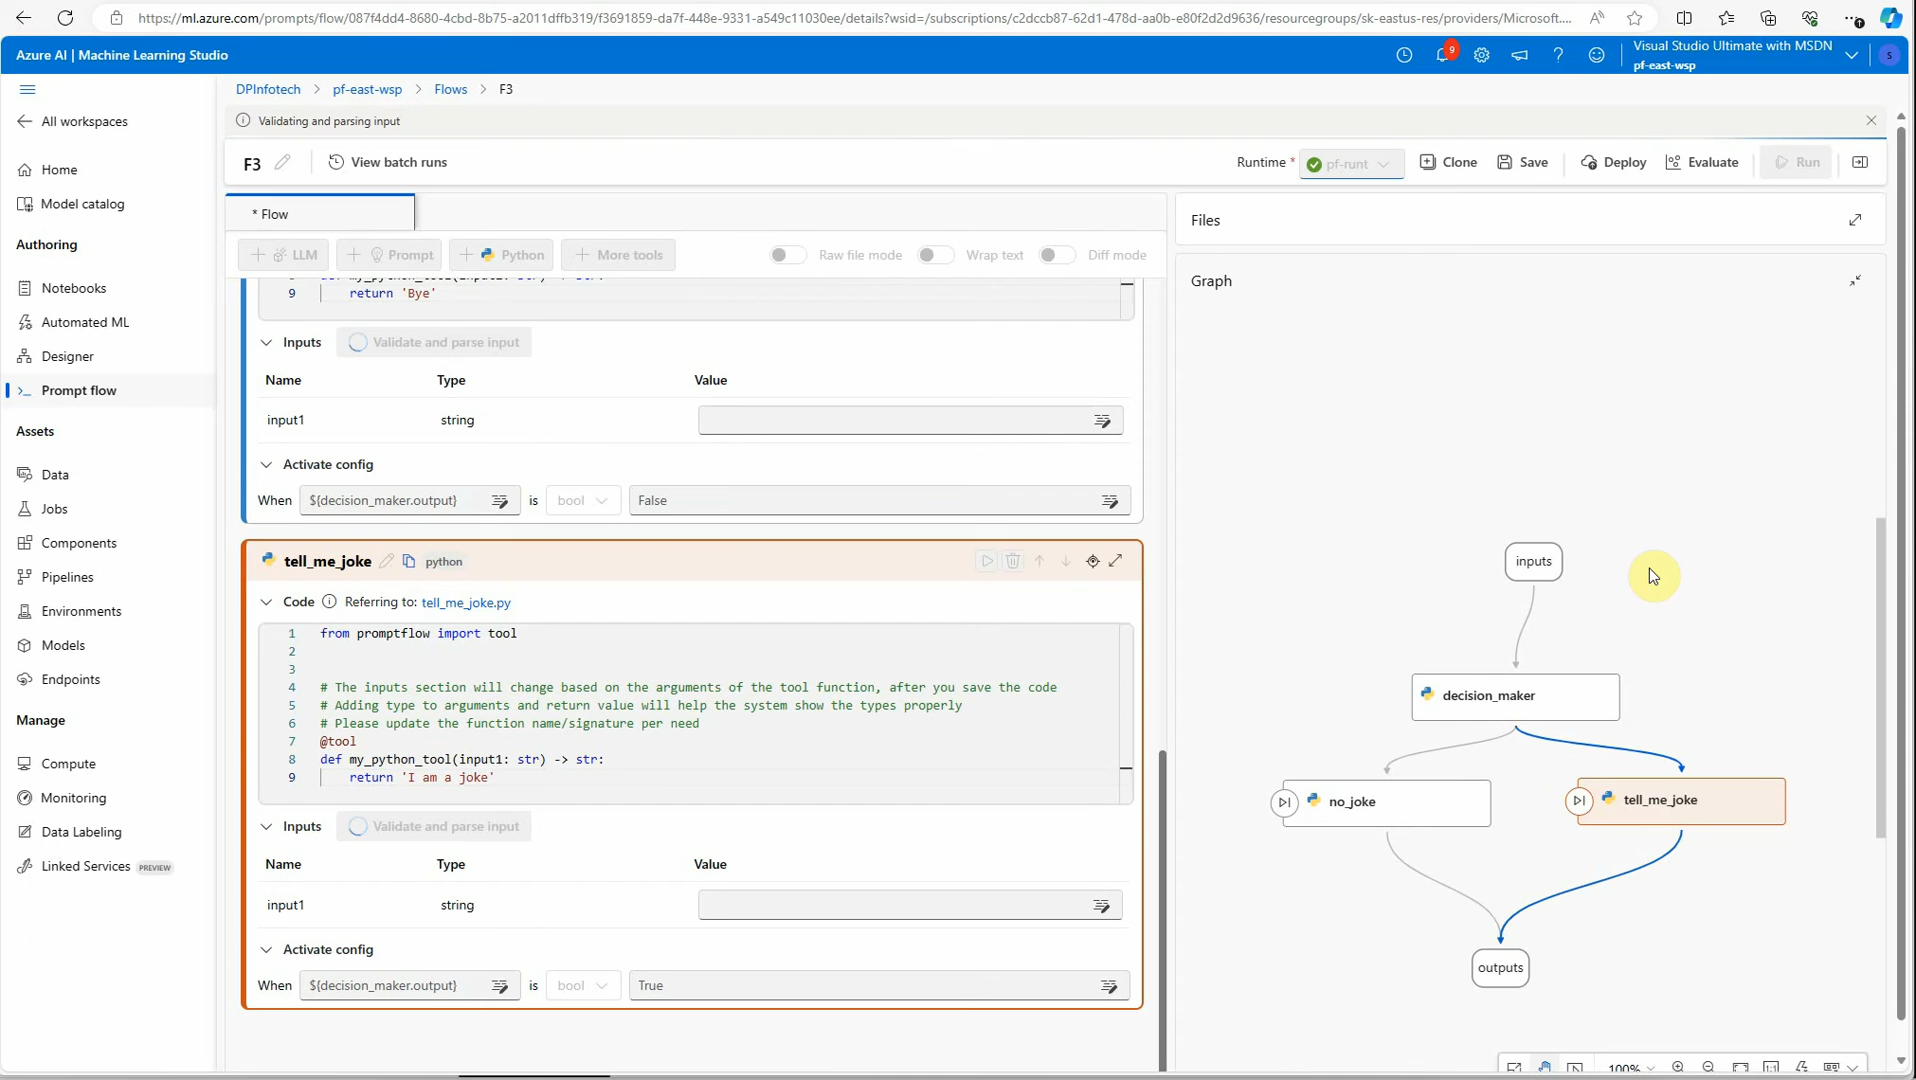 https://ml.azure.com/prompts/flow/087f4dd4-8680-4cbd-8b75-a2011dffb319/f3691859-da7f-448e-9331-a549c11030ee/details?wsid=/subscriptions/c2dccb87-62d1-478d-aa0b-e80f2d2d9636/resourcegroups/sk-eastus-res/providers/Microsoft....
Azure AI | Machine Learning Studio
9
Visual Studio Ultimate with MSDN
pf-east-wsp
S
All workspaces
Home
Model catalog
Authoring
Notebooks
Automated ML
Designer
Prompt flow
Assets
Data
Jobs
Components
Pipelines
Environments
Models
Endpoints
Manage
Compute
Monitoring
Data Labeling
Linked Services PREVIEW
DPInfotech > pf-east-wsp > Flows > F3
Validating and parsing input
F3
View batch runs
Runtime * pf-runt
Clone
Save
Deploy
Evaluate
Run
* Flow
+ LLM
+ Prompt
+ Python
+ More tools
Raw file mode
Wrap text
Diff mode
9 return 'Bye'
Inputs
Validate and parse input
Name Type Value
input1 string
Activate config
When ${decision_maker.output} is bool False
tell_me_joke python
Code Referring to: tell_me_joke.py
1 from promptflow import tool
2
3
4 # The inputs section will change based on the arguments of the tool function, after you save the code
5 # Adding type to arguments and return value will help the system show the types properly
6 # Please update the function name/signature per need
7 @tool
8 def my_python_tool(input1: str) -> str:
9 return 'I am a joke'
Inputs
Validate and parse input
Name Type Value
input1 string
Activate config
When ${decision_maker.output} is bool True
Files
Graph
inputs
decision_maker
no_joke
tell_me_joke
outputs
100%